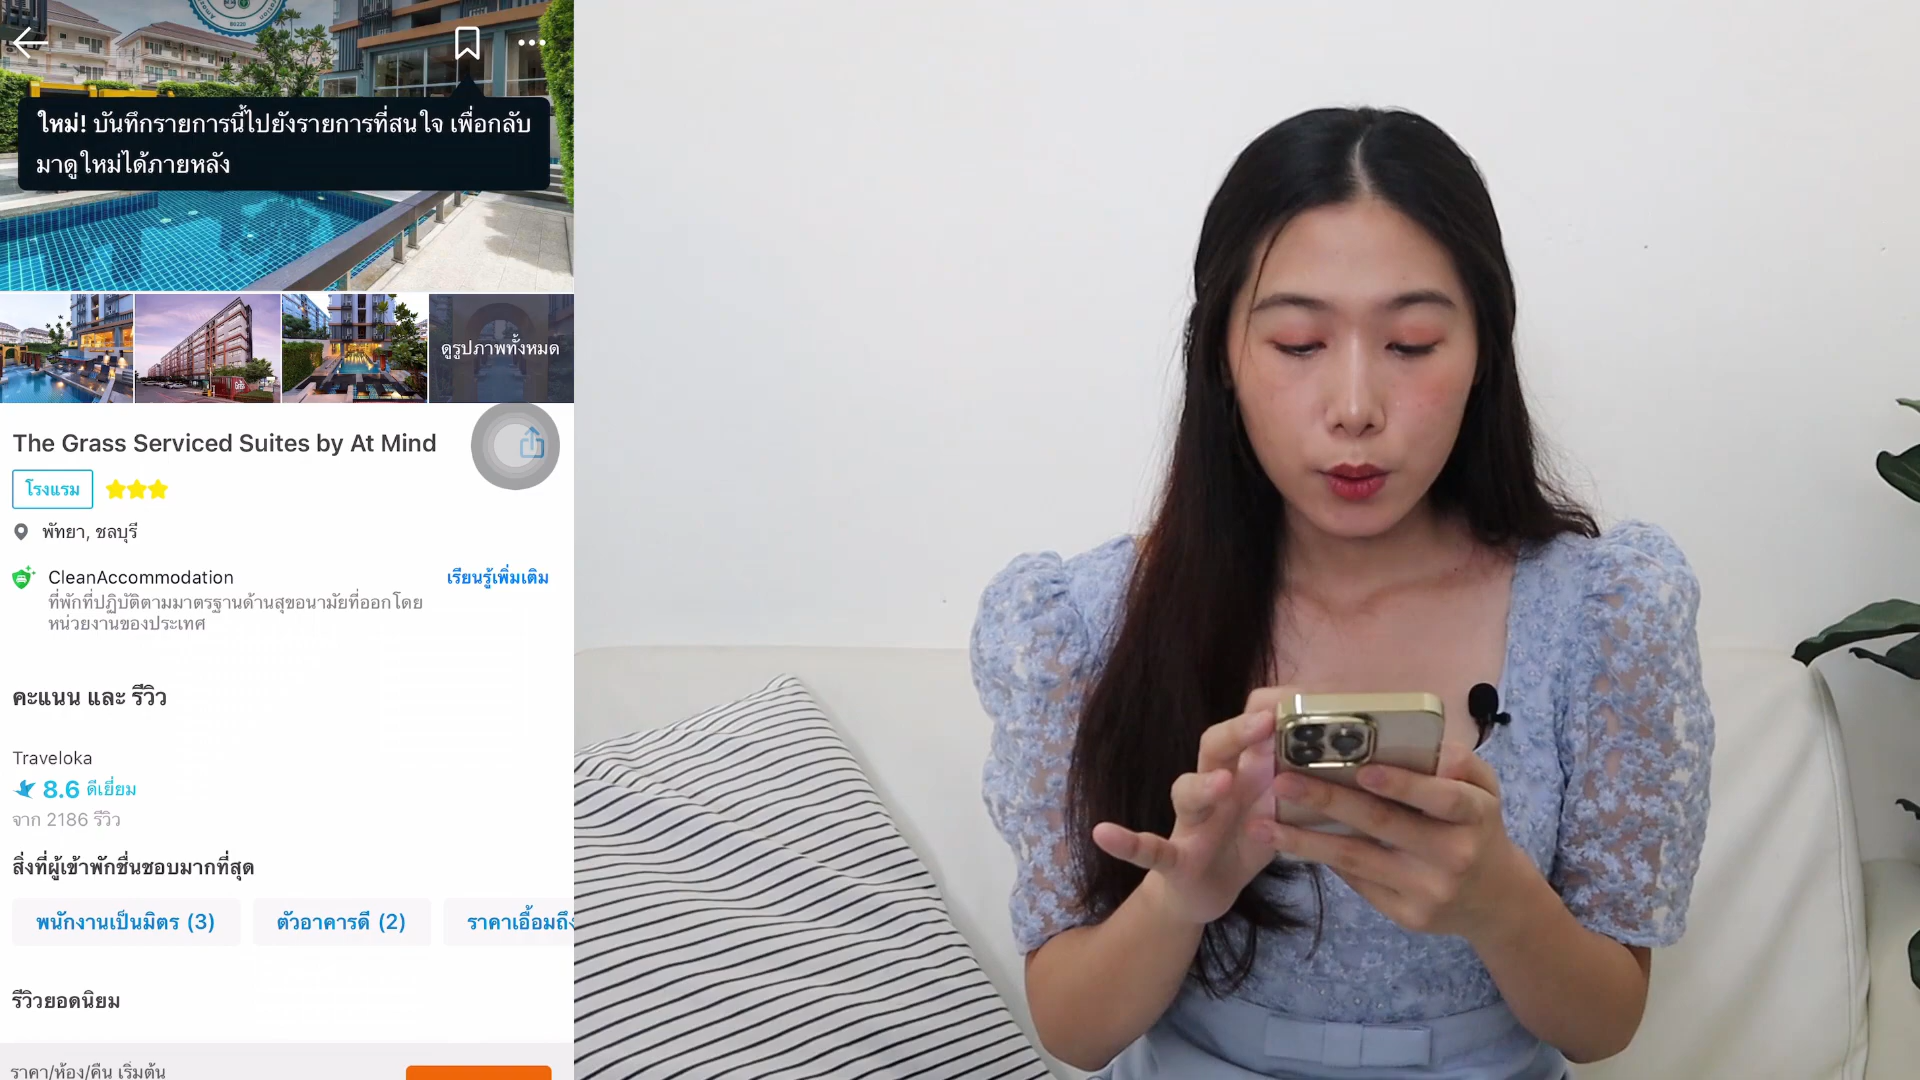 ใหม่! บันทึกรายการนี้ไปยังรายการที่สนใจ เพื่อกลับ
มาดูใหม่ได้ภายหลัง
ดูรูปภาพทั้งหมด
The Grass Serviced Suites by At Mind
โรงแรม
พัทยา, ชลบุรี
CleanAccommodation
เรียนรู้เพิ่มเติม
ที่พักที่ปฏิบัติตามมาตรฐานด้านสุขอนามัยที่ออกโดย
หน่วยงานของประเทศ
คะแนน และ รีวิว
Traveloka
8.6 ดีเยี่ยม
จาก 2186 รีวิว
สิ่งที่ผู้เข้าพักชื่นชอบมากที่สุด
พนักงานเป็นมิตร (3)
ตัวอาคารดี (2)
ราคาเอื้อมถึง
รีวิวยอดนิยม
ราคา/ห้อง/คืน เริ่มต้น